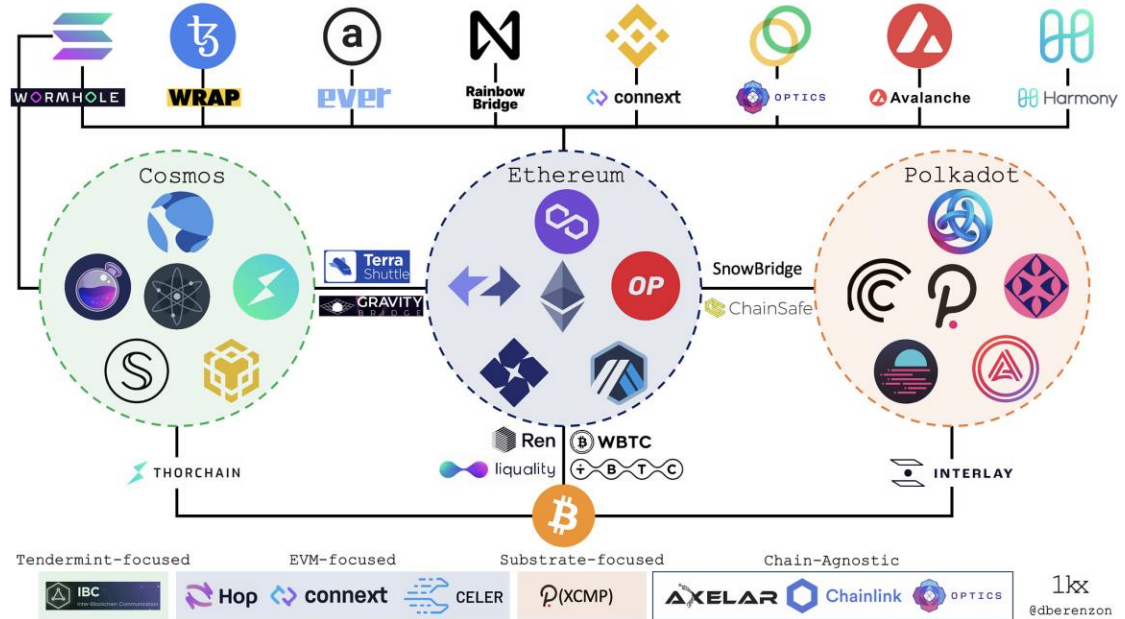 WORMHOLE
WRAP
ever
Rainbow
Bridge
connext
OPTICS
Avalanche
Harmony
Cosmos
Ethereum
Polkadot
Terra
Shuttle
GRAVITY
BRIDGE
OP
SnowBridge
ChainSafe
Ren
WBTC
liquality
TBTC
THORCHAIN
INTERLAY
Tendermint-focused
EVM-focused
Substrate-focused
Chain-Agnostic
IBC
Inter-Blockchain Communication
Hop
connext
CELER
(XCMP)
AXELAR
Chainlink
OPTICS
1kx
@dberenzon